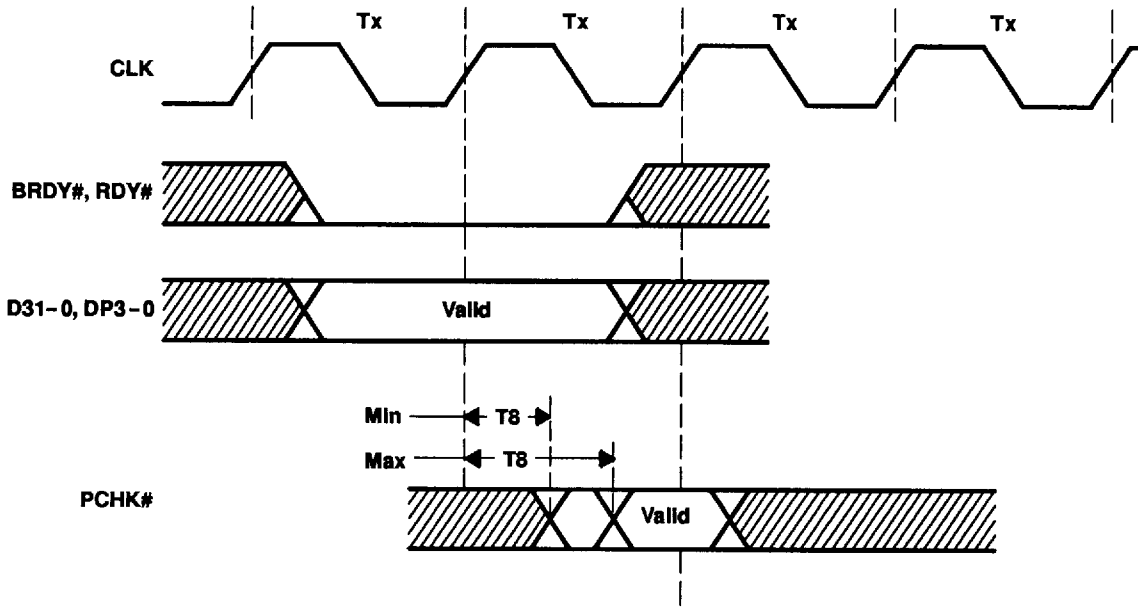 Tx Tx Tx Tx
CLK
BRDY#, RDY#
D31–0, DP3–0 Valid
Min T8
Max T8
PCHK# Valid